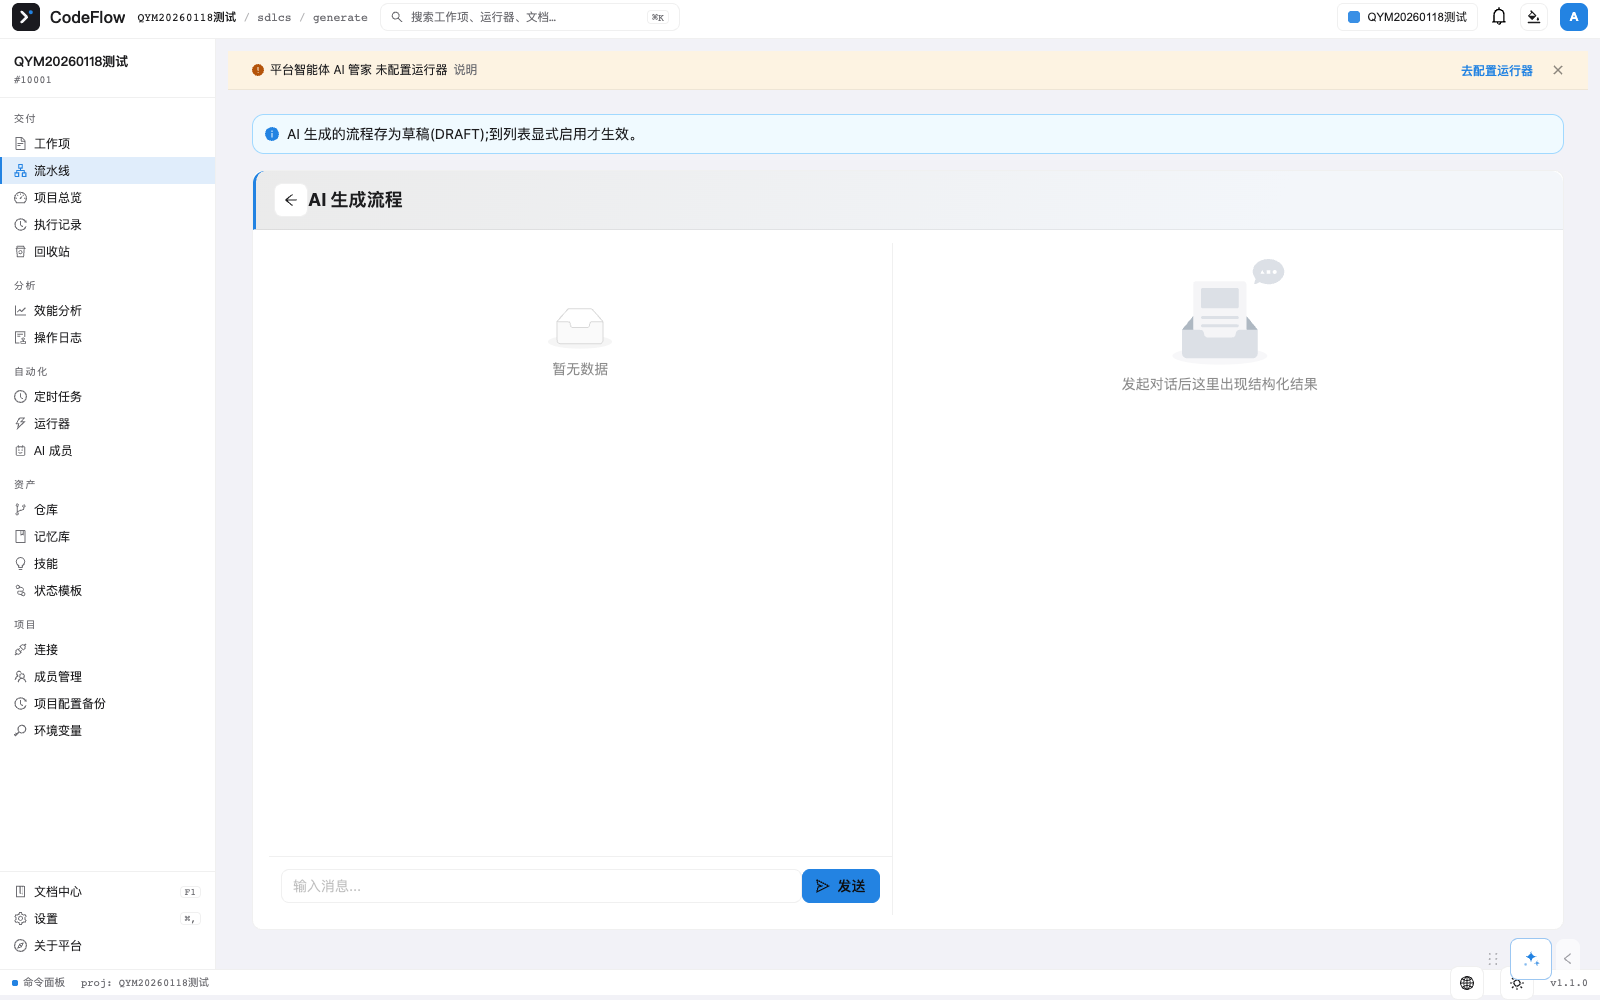 CodeFlow QYM20260118测试 / sdlcs / generate 搜索工作项、运行器、文档... ⌘K QYM20260118测试 A
QYM20260118测试
#10001
交付
工作项
流水线
项目总览
执行记录
回收站
分析
效能分析
操作日志
自动化
定时任务
运行器
AI 成员
资产
仓库
记忆库
技能
状态模板
项目
连接
成员管理
项目配置备份
环境变量
文档中心 F1
设置 ⌘,
关于平台
平台智能体 AI 管家 未配置运行器 说明 去配置运行器
AI 生成的流程存为草稿(DRAFT);到列表显式启用才生效。
AI 生成流程
暂无数据
发起对话后这里出现结构化结果
输入消息... 发送
命令面板 proj: QYM20260118测试 v1.1.0